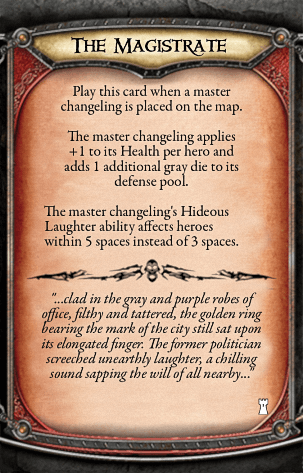 The Magistrate
Play this card when a master
changeling is placed on the map.
The master changeling applies
+1 to its Health per hero and
adds 1 additional gray die to its
defense pool.
The master changeling's Hideous
Laughter ability affects heroes
within 5 spaces instead of 3 spaces.
"...clad in the gray and purple robes of
office, filthy and tattered, the golden ring
bearing the mark of the city still sat upon
its elongated finger. The former politician
screeched unearthly laughter, a chilling
sound sapping the will of all nearby..."